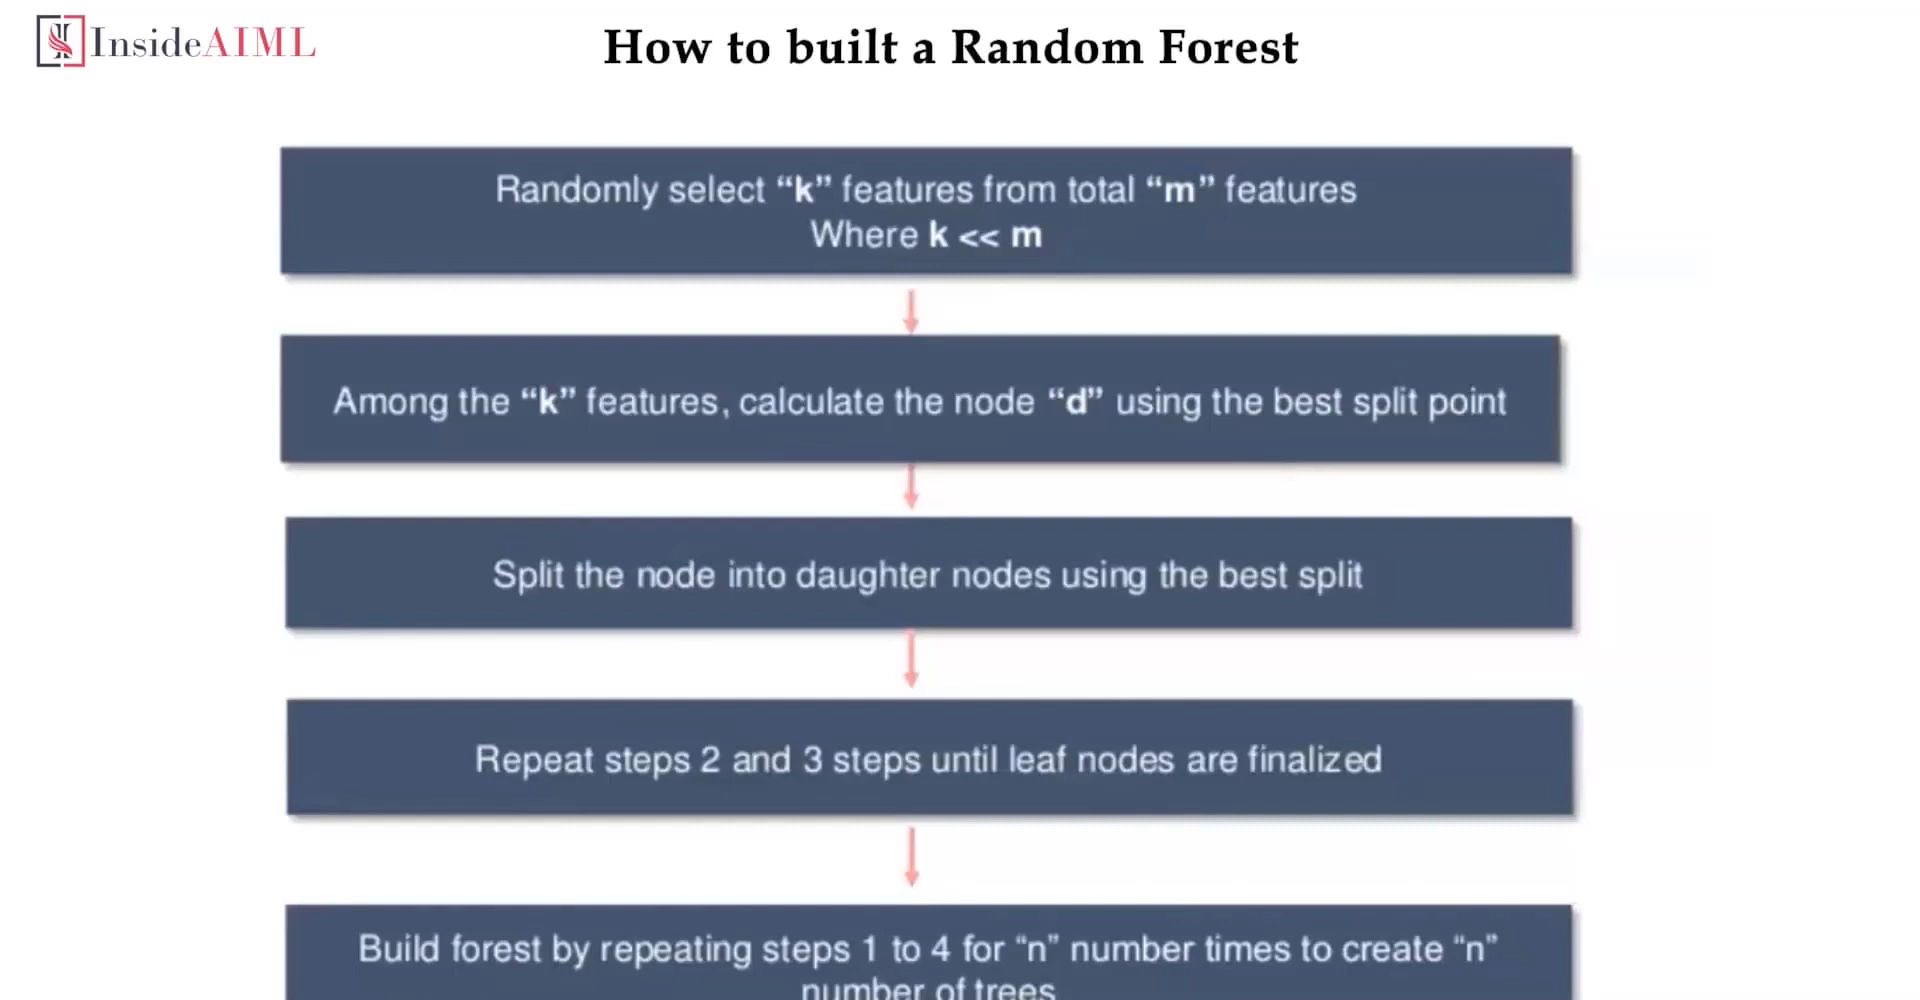 InsideAIML
How to built a Random Forest
Randomly select “k” features from total “m” features
Where k << m
Among the “k” features, calculate the node “d” using the best split point
Split the node into daughter nodes using the best split
Repeat steps 2 and 3 steps until leaf nodes are finalized
Build forest by repeating steps 1 to 4 for “n” number times to create “n”
number of trees